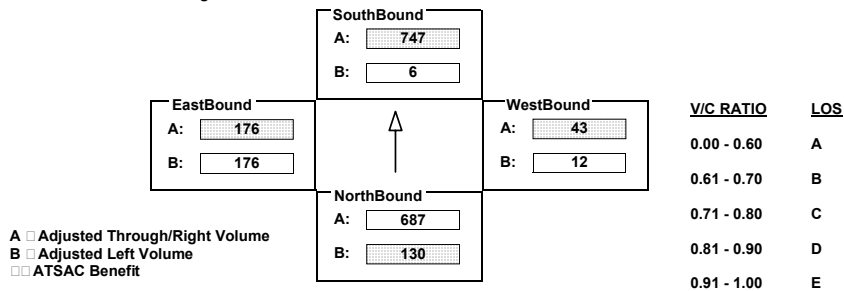 SouthBound
A: 747
B: 6
EastBound
A: 176
B: 176
WestBound
A: 43
B: 12
NorthBound
A: 687
B: 130
A □ Adjusted Through/Right Volume
B □ Adjusted Left Volume
□□ ATSAC Benefit
V/C RATIO LOS
0.00 - 0.60 A
0.61 - 0.70 B
0.71 - 0.80 C
0.81 - 0.90 D
0.91 - 1.00 E